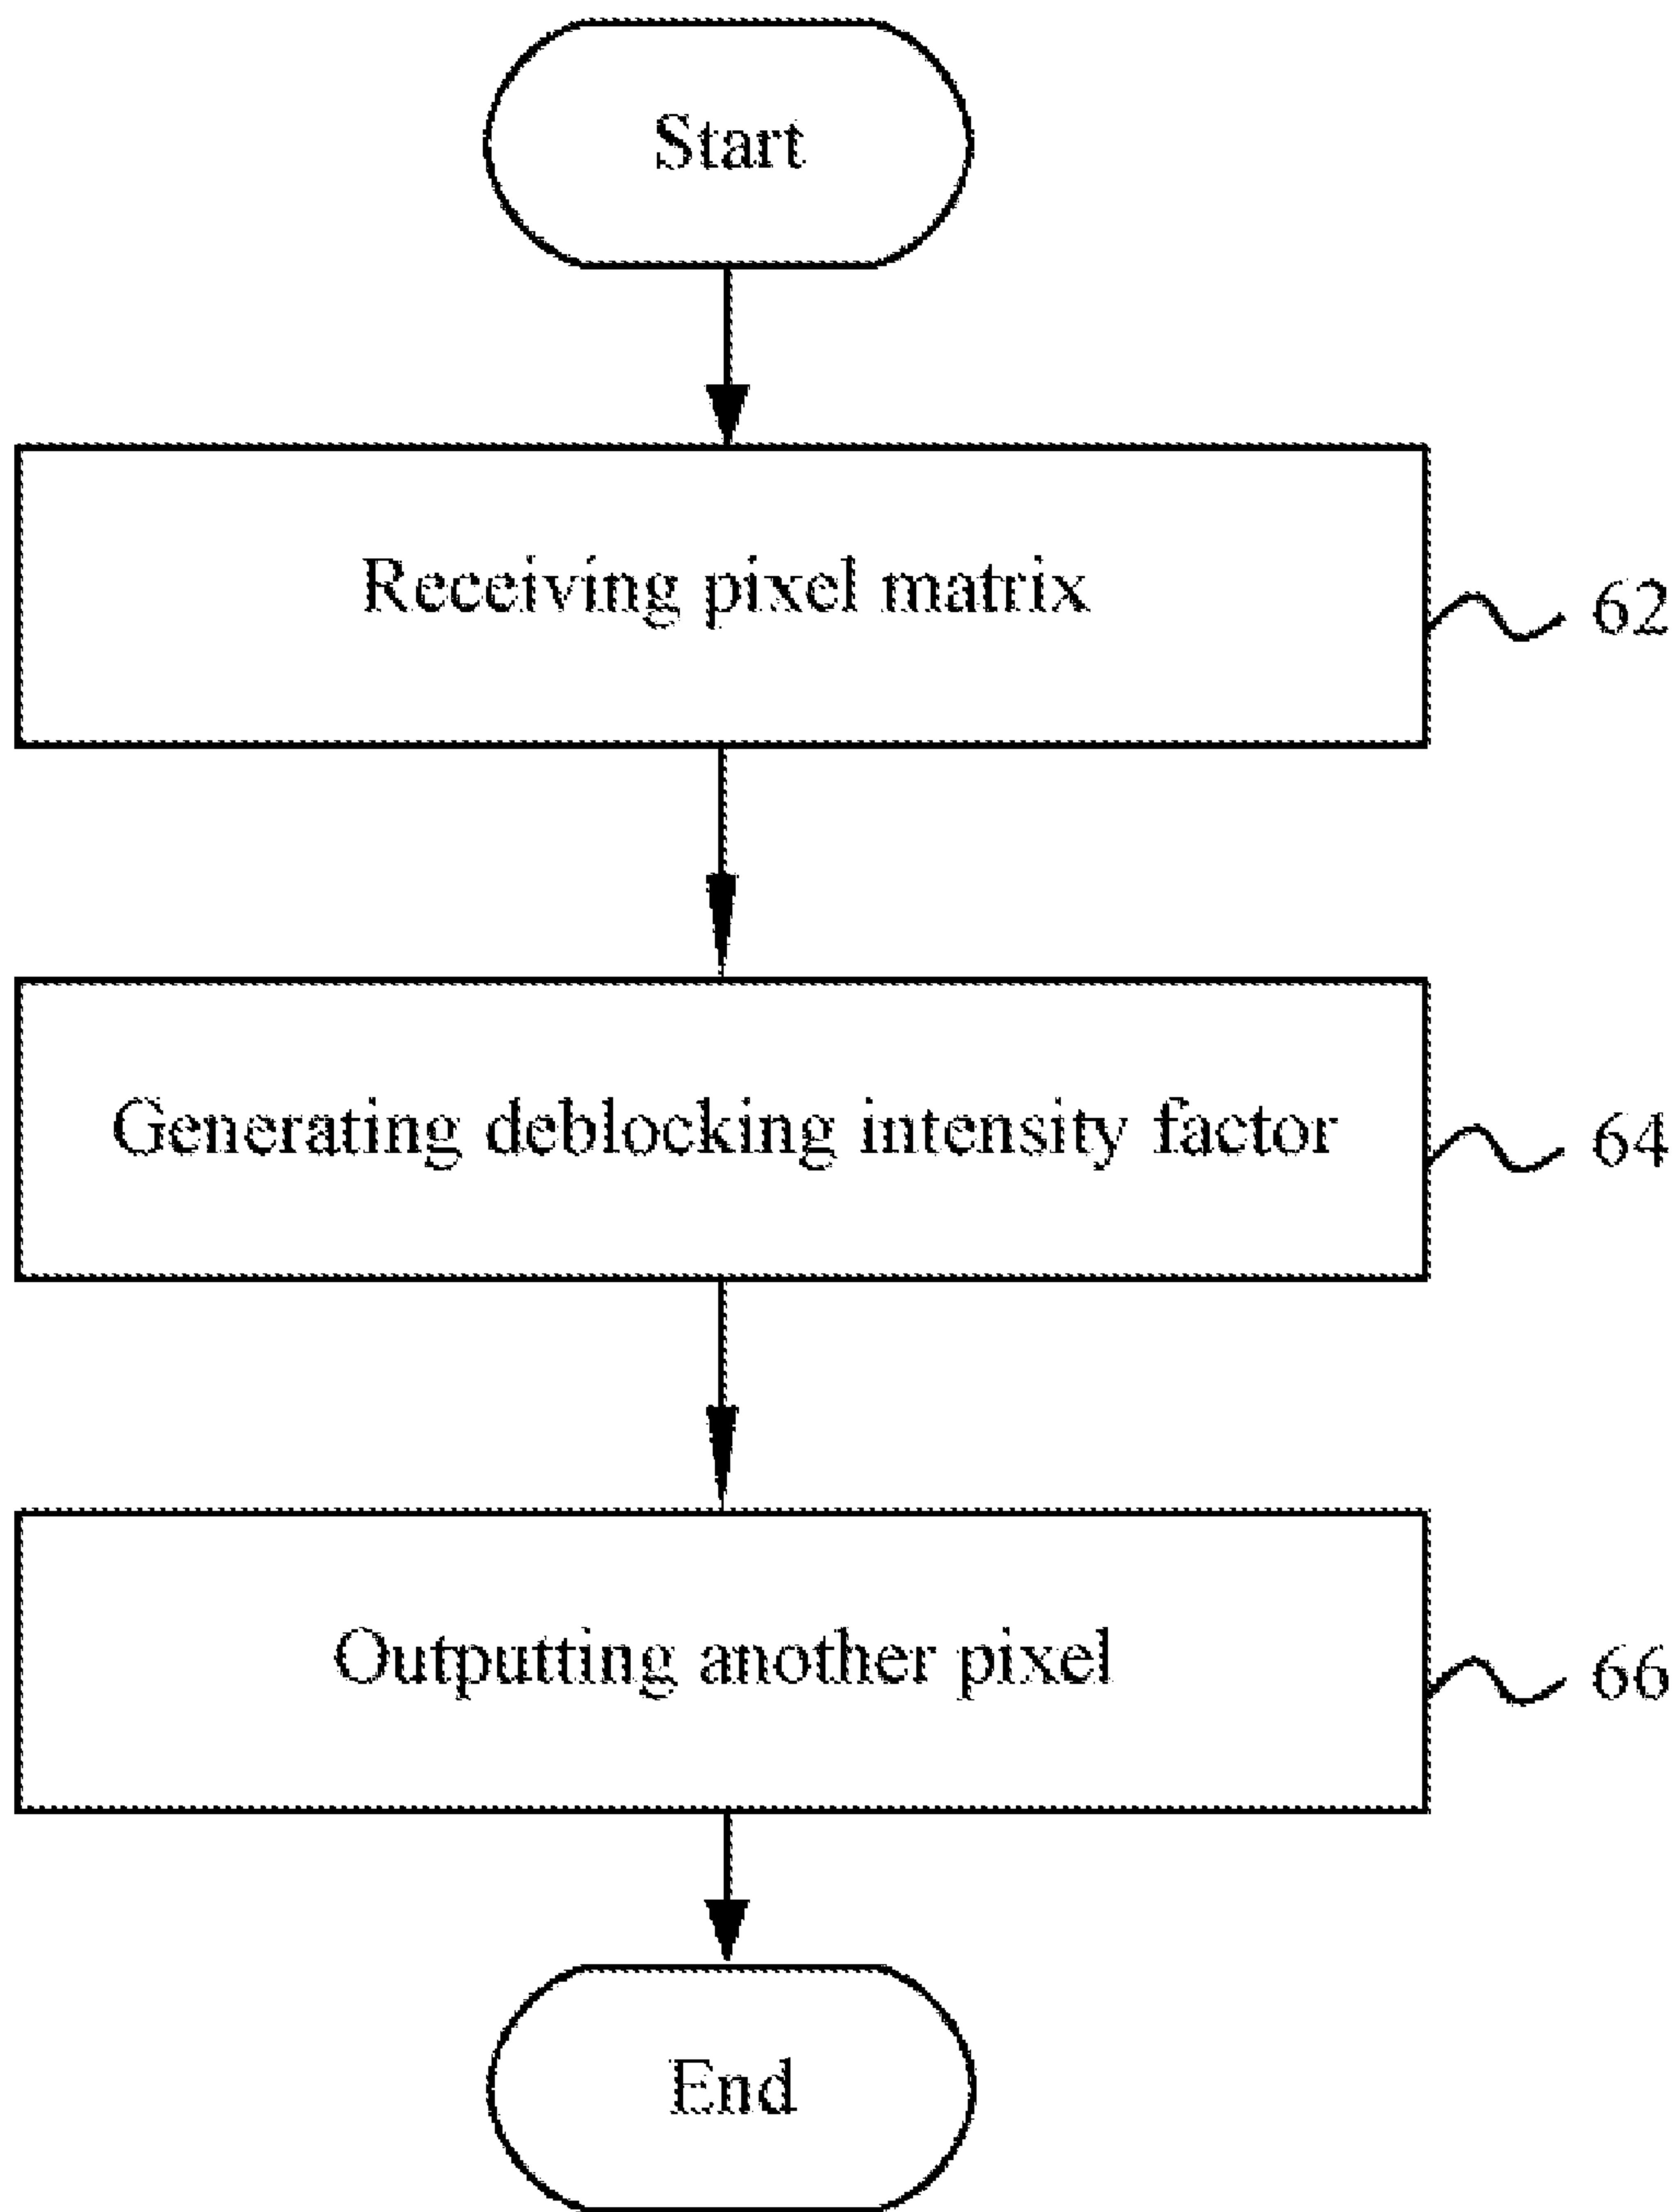 Start
Receiving pixel matrix
62
Generating deblocking intensity factor
64
Outputting another pixel
66
End